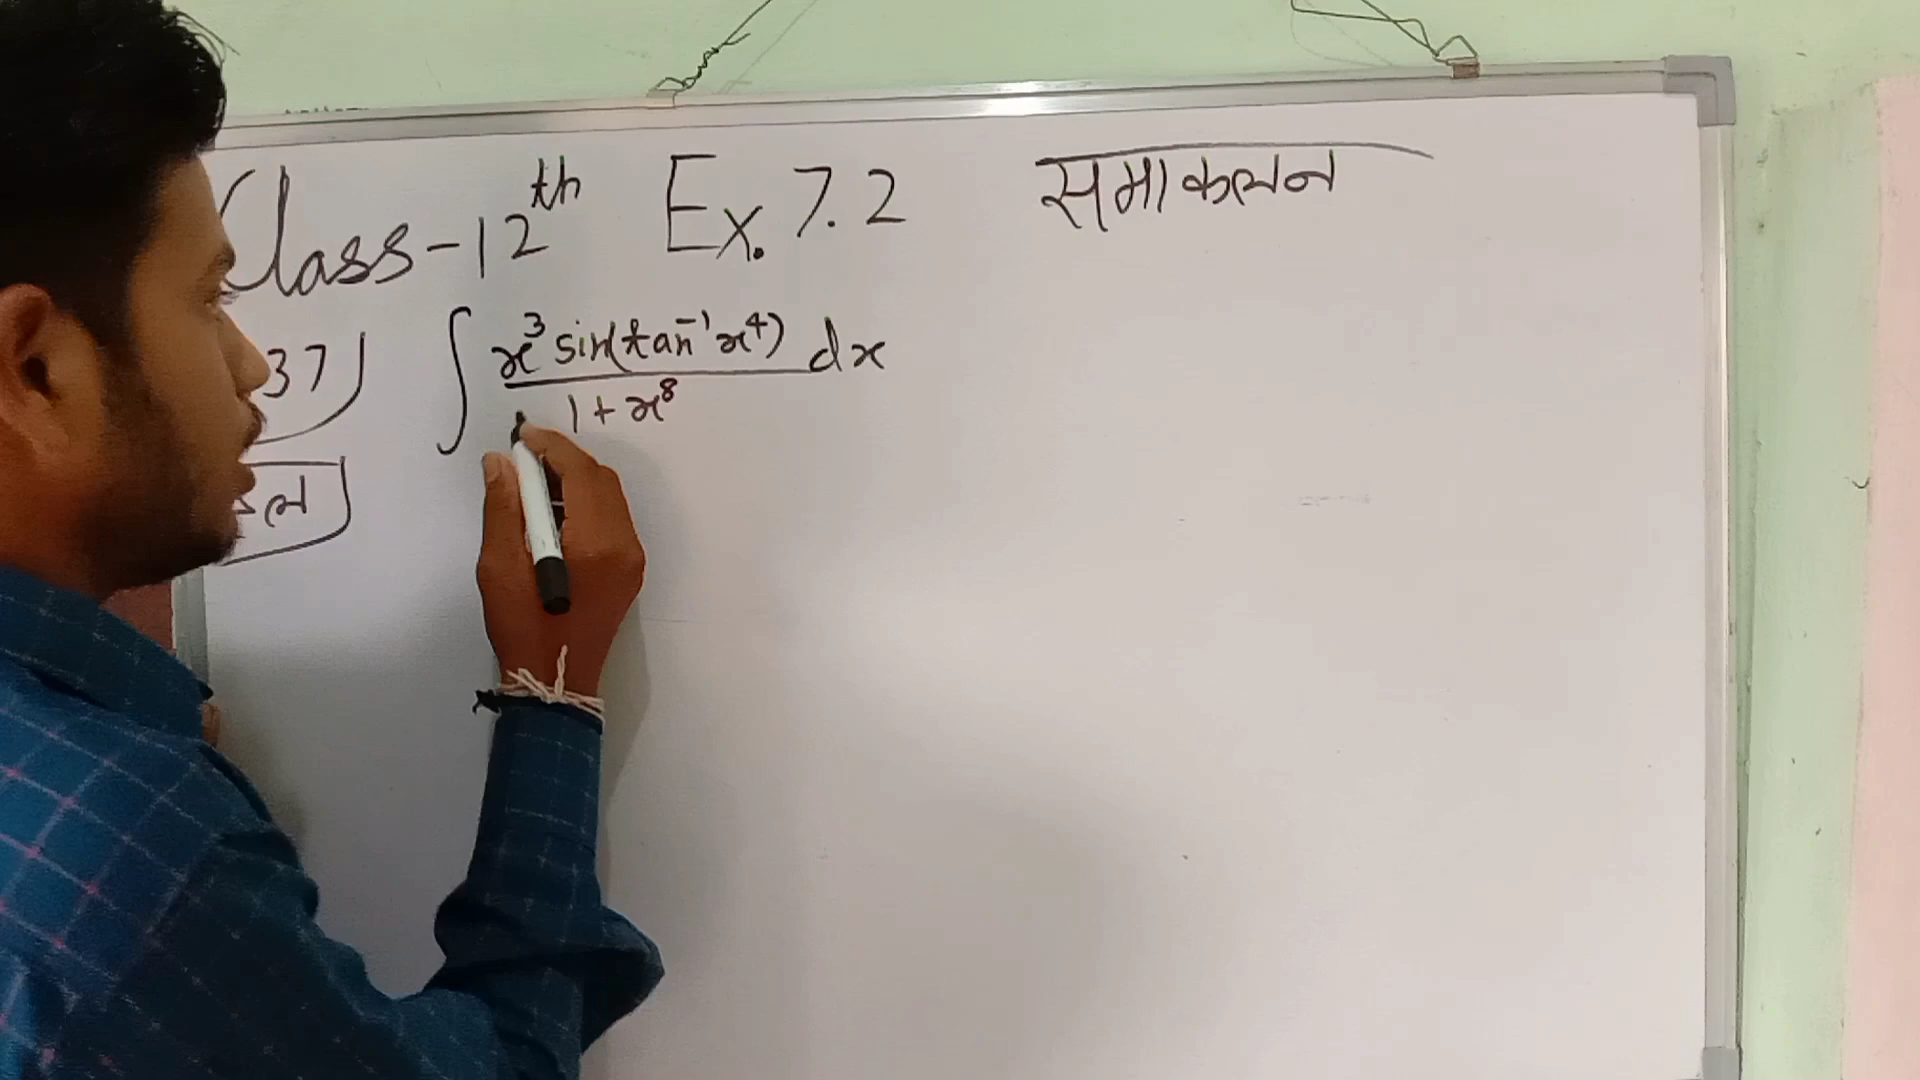 Class-12th Ex. 7.2 समाकलन
37) ∫ x³ sin(tan⁻¹x⁴) dx
1+x⁸